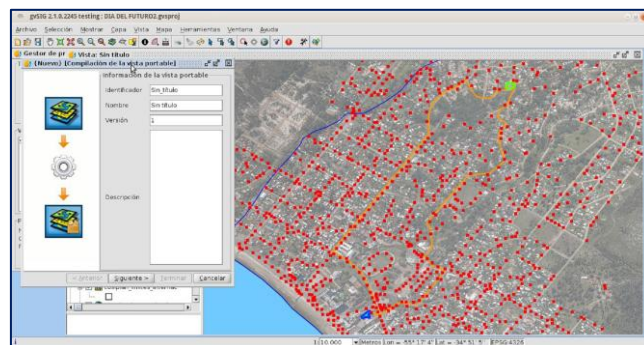 gvSIG 2.1.0.2245 testing : DIA DEL FUTURO2.gvsproj
Archivo Selección Mostrar Capa Vista Mapa Herramientas Ventana Ayuda
Gestor de pr Vista: Sin título
(Nuevo) [Compilación de la vista portable]
Información de la vista portable
Identificador Sin_título
Nombre Sin título
Versión 1
Descripción
< Anterior Siguiente > Terminar Cancelar
1: 10.000 Metros Lon = -55° 17' 4" Lat = -34° 51' 5" EPSG:4326